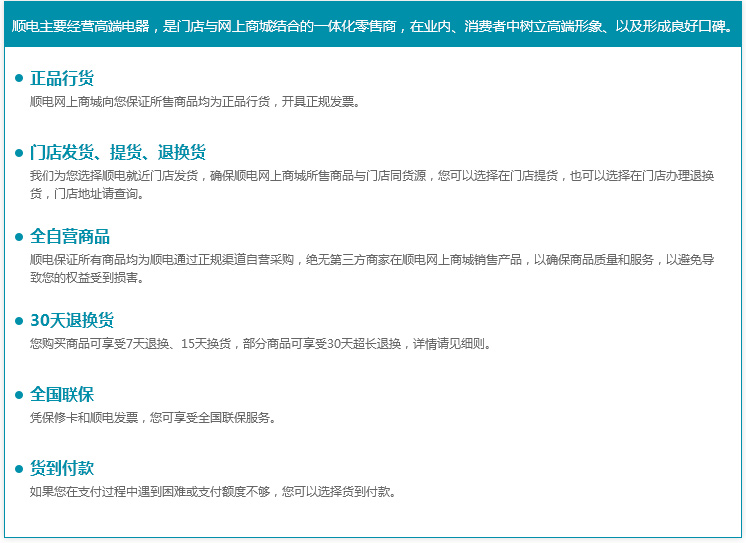 顺电主要经营高端电器，是门店与网上商城结合的一体化零售商，在业内、消费者中树立高端形象、以及形成良好口碑。
正品行货
顺电网上商城向您保证所售商品均为正品行货，开具正规发票。
门店发货、提货、退换货
我们为您选择顺电就近门店发货，确保顺电网上商城所售商品与门店同货源，您可以选择在门店提货，也可以选择在门店办理退换
货，门店地址请查询。
全自营商品
顺电保证所有商品均为顺电通过正规渠道自营采购，绝无第三方商家在顺电网上商城销售产品，以确保商品质量和服务，以避免导
致您的权益受到损害。
30天退换货
您购买商品可享受7天退换、15天换货，部分商品可享受30天超长退换，详情请见细则。
全国联保
凭保修卡和顺电发票，您可享受全国联保服务。
货到付款
如果您在支付过程中遇到困难或支付额度不够，您可以选择货到付款。